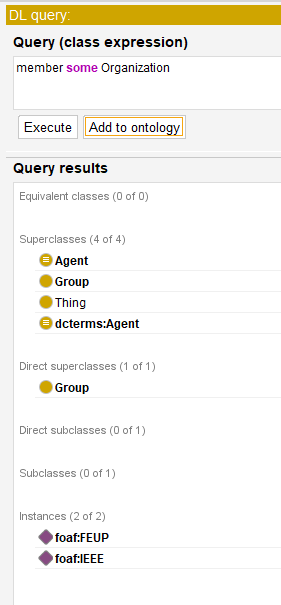 DL query:
Query (class expression)
member some Organization
Execute Add to ontology
Query results
Equivalent classes (0 of 0)
Superclasses (4 of 4)
Agent
Group
Thing
dcterms:Agent
Direct superclasses (1 of 1)
Group
Direct subclasses (0 of 1)
Subclasses (0 of 1)
Instances (2 of 2)
foaf:FEUP
foaf:IEEE